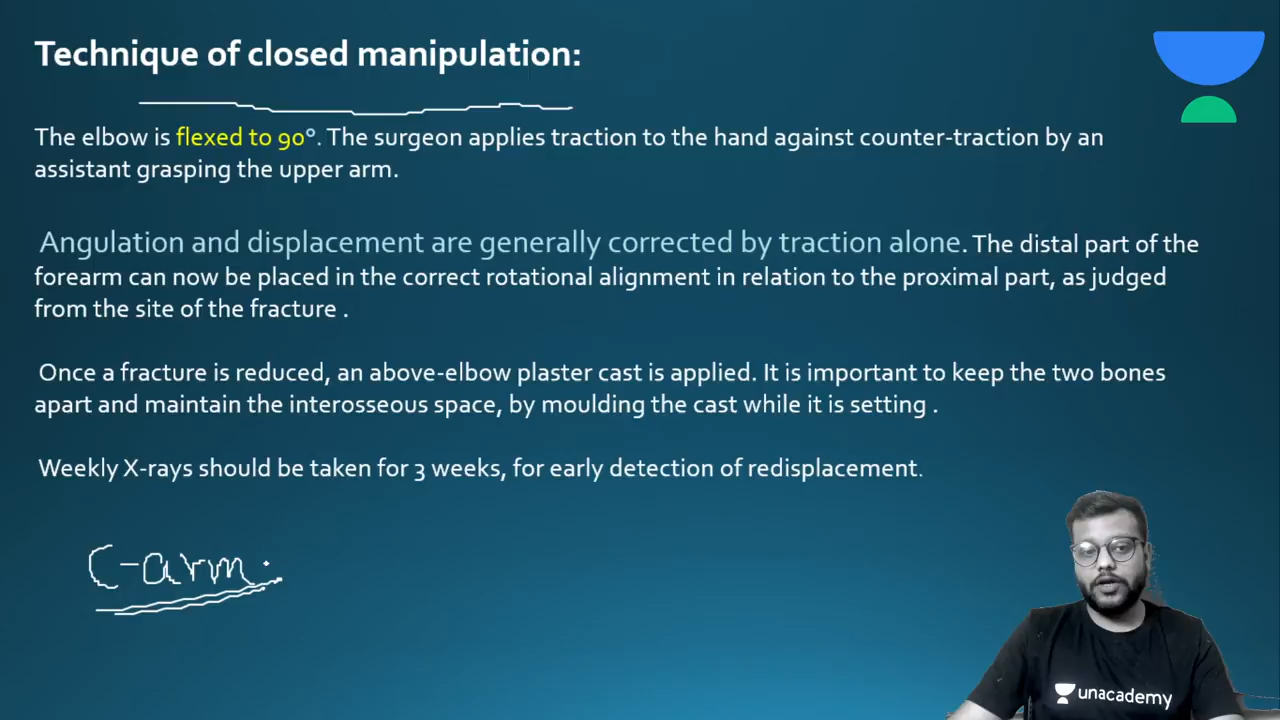 Technique of closed manipulation:
The elbow is flexed to 90°. The surgeon applies traction to the hand against counter-traction by an
assistant grasping the upper arm.
Angulation and displacement are generally corrected by traction alone. The distal part of the
forearm can now be placed in the correct rotational alignment in relation to the proximal part, as judged
from the site of the fracture .
Once a fracture is reduced, an above-elbow plaster cast is applied. It is important to keep the two bones
apart and maintain the interosseous space, by moulding the cast while it is setting .
Weekly X-rays should be taken for 3 weeks, for early detection of redisplacement.
C-arm.
unacademy